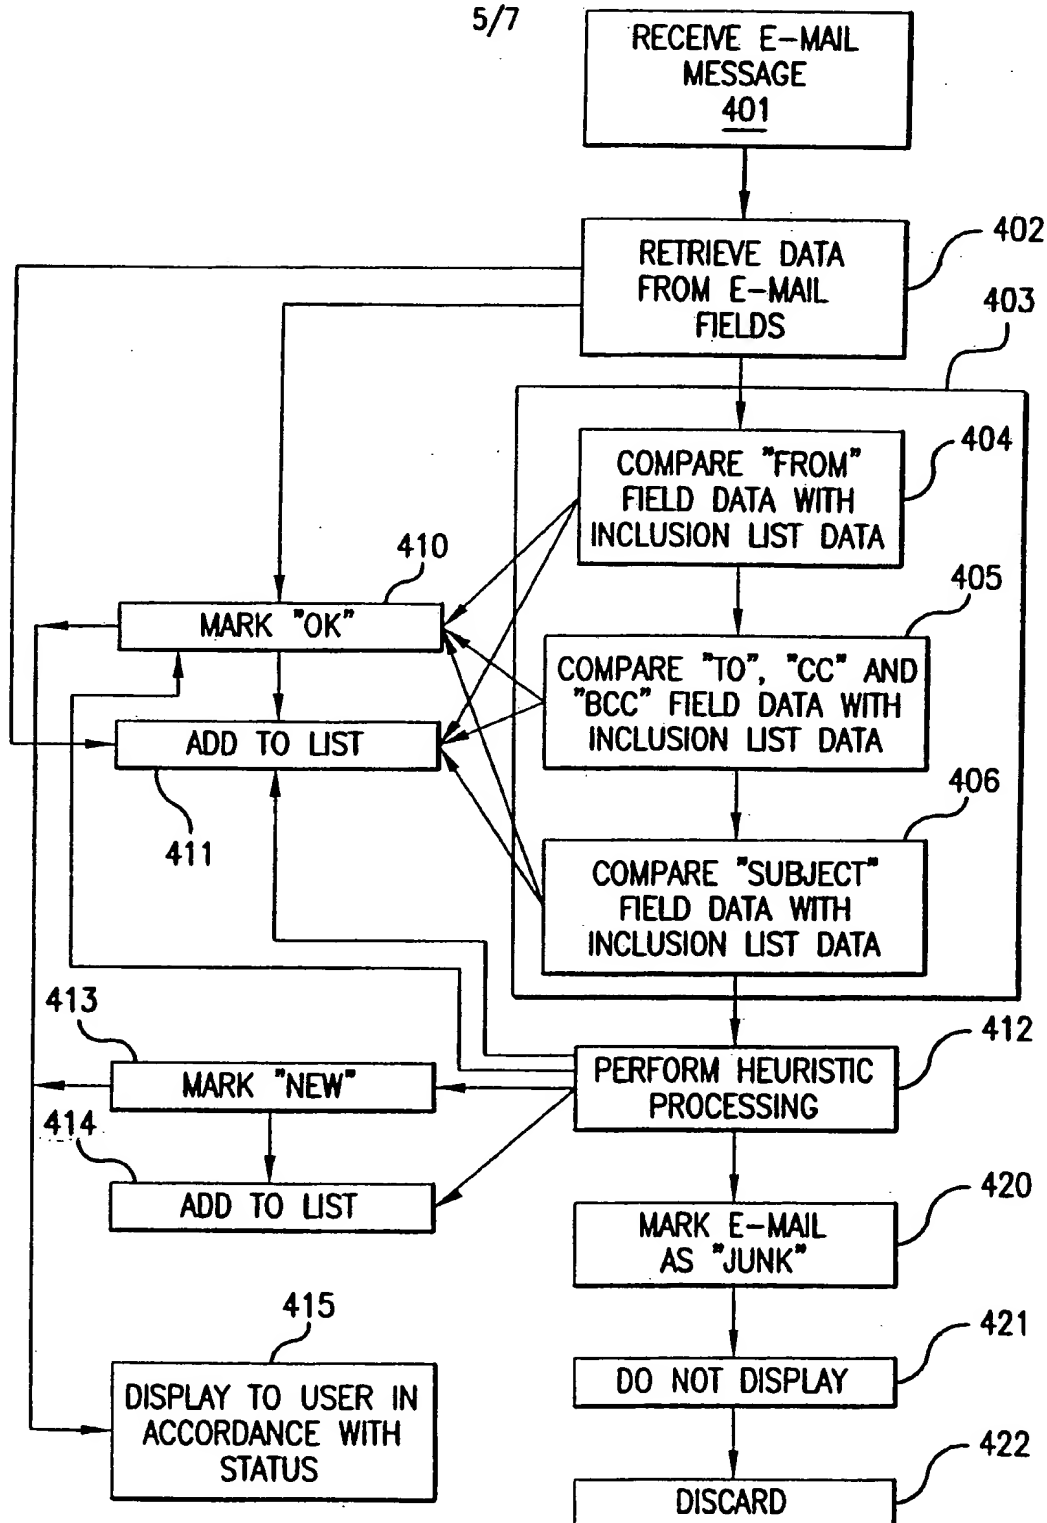 5/7
RECEIVE E-MAIL
MESSAGE
401
RETRIEVE DATA
FROM E-MAIL
FIELDS
402
403
COMPARE "FROM"
FIELD DATA WITH
INCLUSION LIST DATA
404
410
MARK "OK"
405
COMPARE "TO", "CC" AND
"BCC" FIELD DATA WITH
INCLUSION LIST DATA
ADD TO LIST
411
406
COMPARE "SUBJECT"
FIELD DATA WITH
INCLUSION LIST DATA
413
MARK "NEW"
412
PERFORM HEURISTIC
PROCESSING
414
ADD TO LIST
420
MARK E-MAIL
AS "JUNK"
415
DISPLAY TO USER IN
ACCORDANCE WITH
STATUS
421
DO NOT DISPLAY
422
DISCARD